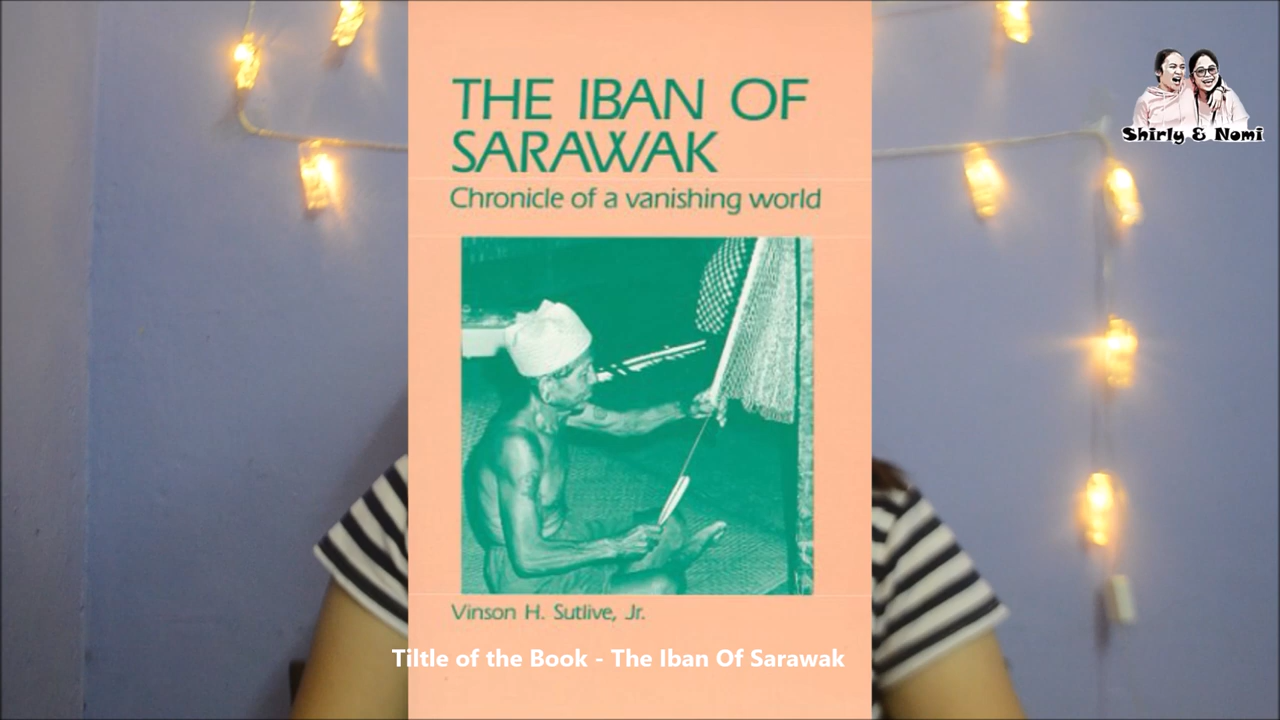 THE IBAN OF
SARAWAK
Chronicle of a vanishing world
Vinson H. Sutlive, Jr.
Tiltle of the Book - The Iban Of Sarawak
Shirly & Nomi